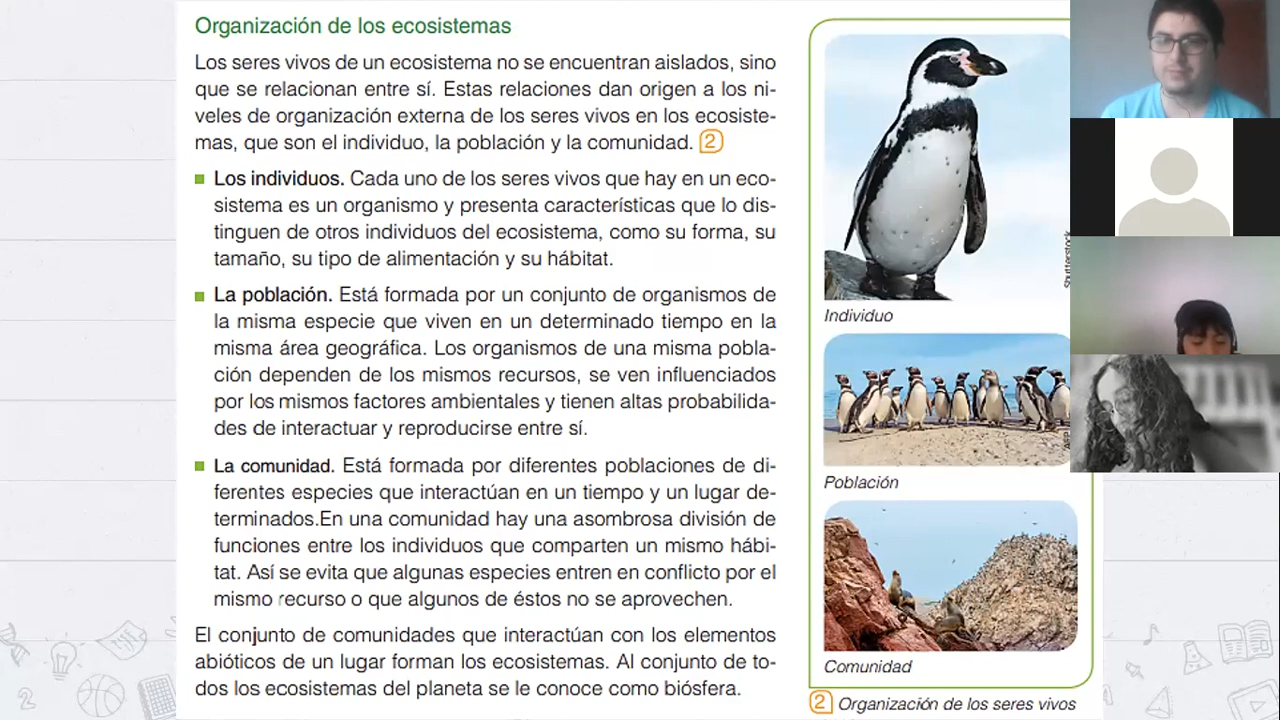 Organización de los ecosistemas
Los seres vivos de un ecosistema no se encuentran aislados, sino
que se relacionan entre sí. Estas relaciones dan origen a los ni-
veles de organización externa de los seres vivos en los ecosiste-
mas, que son el individuo, la población y la comunidad. 2
Los individuos. Cada uno de los seres vivos que hay en un eco-
sistema es un organismo y presenta características que lo dis-
tinguen de otros individuos del ecosistema, como su forma, su
tamaño, su tipo de alimentación y su hábitat.
La población. Está formada por un conjunto de organismos de
la misma especie que viven en un determinado tiempo en la
misma área geográfica. Los organismos de una misma pobla-
ción dependen de los mismos recursos, se ven influenciados
por los mismos factores ambientales y tienen altas probabilida-
des de interactuar y reproducirse entre sí.
La comunidad. Está formada por diferentes poblaciones de di-
ferentes especies que interactúan en un tiempo y un lugar de-
terminados.En una comunidad hay una asombrosa división de
funciones entre los individuos que comparten un mismo hábi-
tat. Así se evita que algunas especies entren en conflicto por el
mismo recurso o que algunos de éstos no se aprovechen.
El conjunto de comunidades que interactúan con los elementos
abióticos de un lugar forman los ecosistemas. Al conjunto de to-
dos los ecosistemas del planeta se le conoce como biósfera.
Shutterstock
Individuo
AFP
Población
Comunidad
2 Organización de los seres vivos